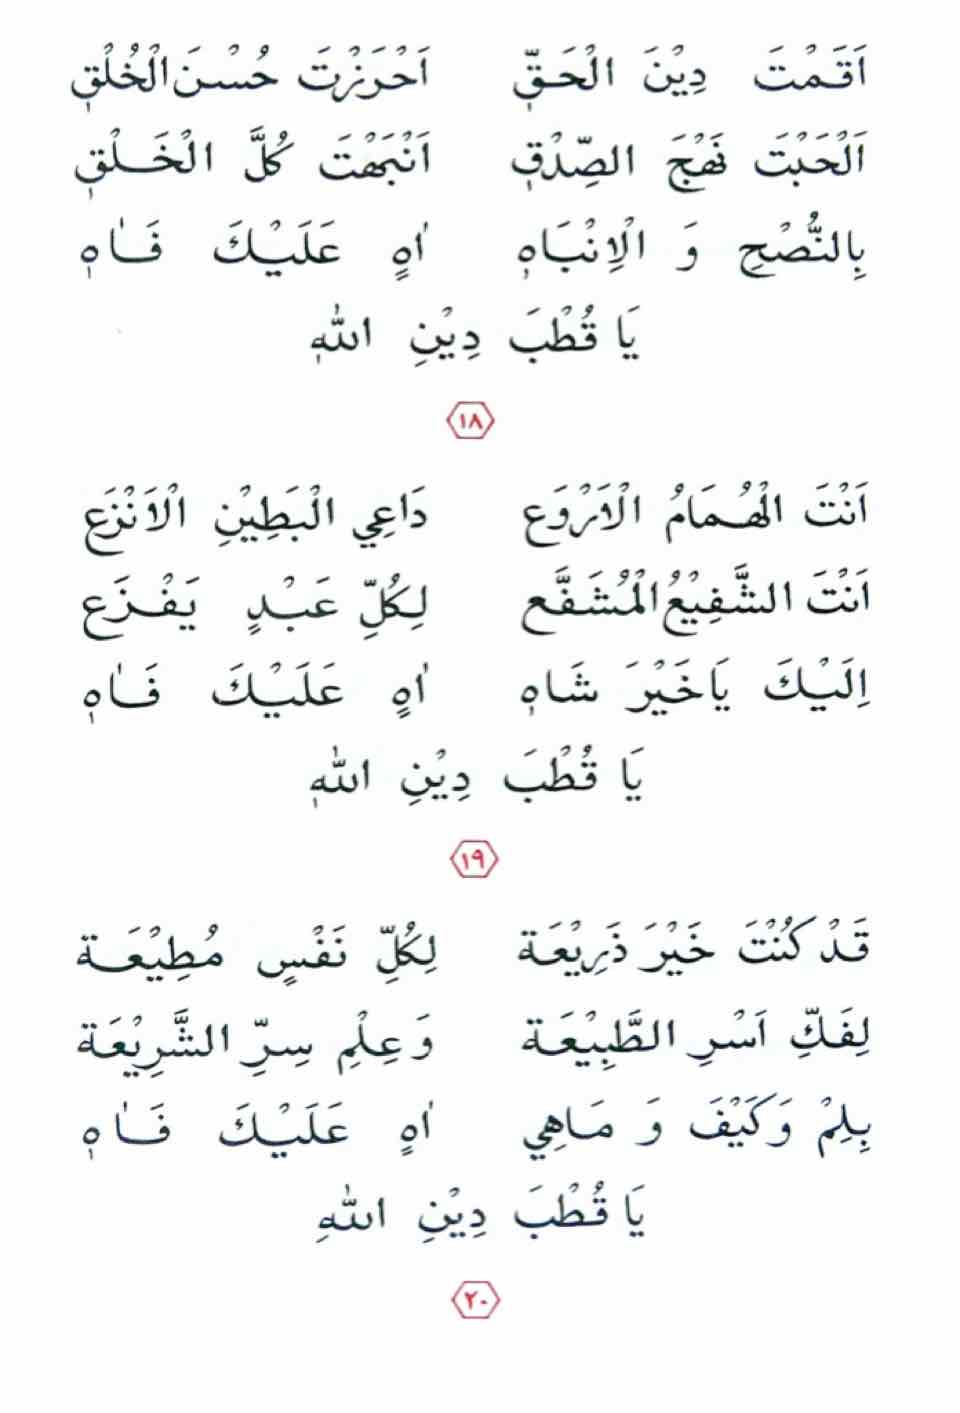 اَقَمْتَ دِيْنَ الْحَقِّ اَحْرَزْتَ حُسْنَ الْخُلْقِ
اَلْحَبْتَ نَهْجَ الصِّدْقِ اَنْبَهْتَ كُلَّ الْخَلْقِ
بِالنُّصْحِ وَ الْاِنْبَاهِ اٰهٍ عَلَيْكَ فَاٰهٖ
يَا قُطْبَ دِيْنِ اللّٰهِ
١٨
اَنْتَ الْهُمَامُ الْاَرْوَع دَاعِي الْبَطِيْنِ الْاَنْزَع
اَنْتَ الشَّفِيْعُ الْمُشَفَّع لِكُلِّ عَبْدٍ يَفْزَع
اِلَيْكَ يَا خَيْرَ شَاهٖ اٰهٍ عَلَيْكَ فَاٰهٖ
يَا قُطْبَ دِيْنِ اللّٰهِ
١٩
قَدْ كُنْتَ خَيْرَ ذَرِيْعَة لِكُلِّ نَفْسٍ مُطِيْعَة
لِفَكِّ اَسْرِ الطَّبِيْعَة وَعِلْمِ سِرِّ الشَّرِيْعَة
بِلِمْ وَكَيْفَ وَ مَاهِي اٰهٍ عَلَيْكَ فَاٰهٖ
يَا قُطْبَ دِيْنِ اللّٰهِ
٢٠